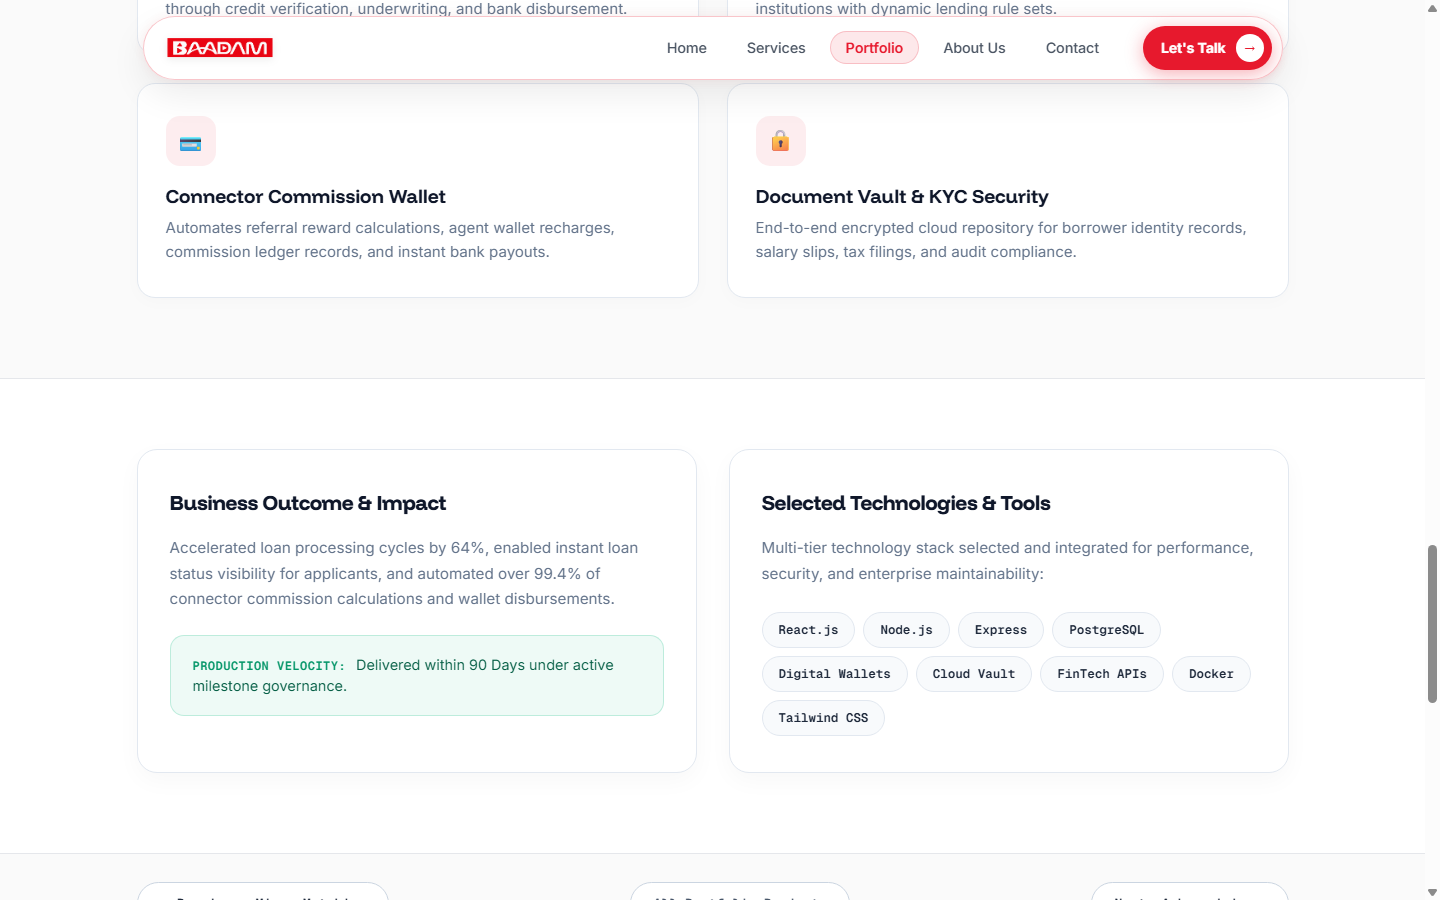 through credit verification, underwriting, and bank disbursement.
institutions with dynamic lending rule sets.
BAADAM
Home
Services
Portfolio
About Us
Contact
Let's Talk →
Connector Commission Wallet
Automates referral reward calculations, agent wallet recharges,
commission ledger records, and instant bank payouts.
Document Vault & KYC Security
End-to-end encrypted cloud repository for borrower identity records,
salary slips, tax filings, and audit compliance.
Business Outcome & Impact
Accelerated loan processing cycles by 64%, enabled instant loan
status visibility for applicants, and automated over 99.4% of
connector commission calculations and wallet disbursements.
PRODUCTION VELOCITY: Delivered within 90 Days under active
milestone governance.
Selected Technologies & Tools
Multi-tier technology stack selected and integrated for performance,
security, and enterprise maintainability:
React.js
Node.js
Express
PostgreSQL
Digital Wallets
Cloud Vault
FinTech APIs
Docker
Tailwind CSS